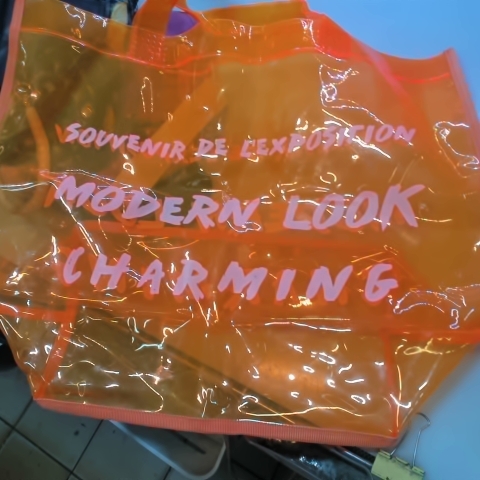 SOUVENIR DE L'EXPOSITION
MODERN LOOK
CHARMING